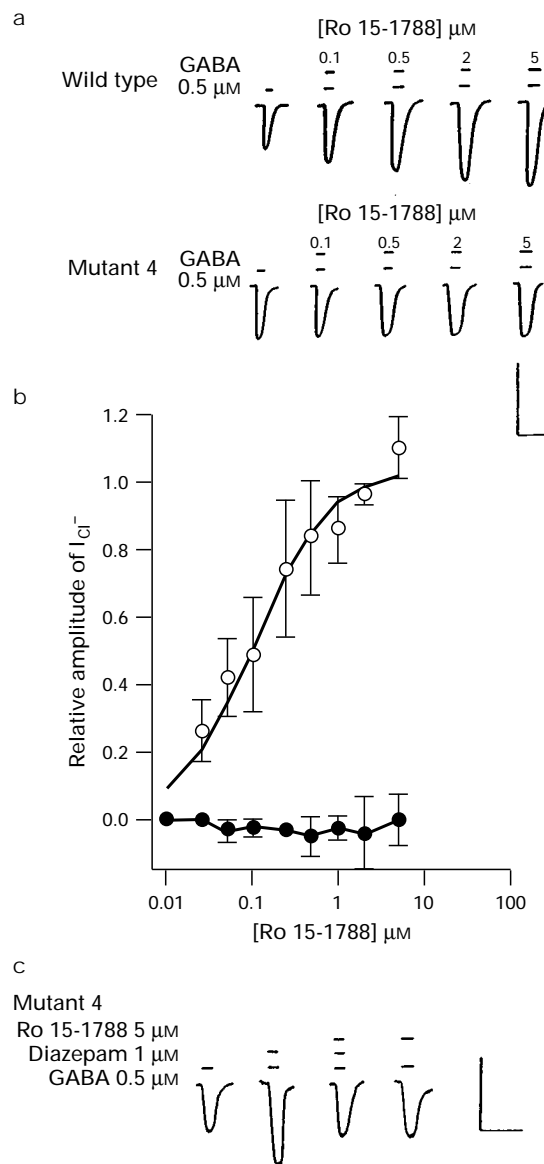 a
[Ro 15-1788] μM
GABA 0.1 0.5 2 5
Wild type 0.5 μM
[Ro 15-1788] μM
GABA 0.1 0.5 2 5
Mutant 4 0.5 μM
b
1.2
1.0
0.8
0.6
0.4
0.2
0.0
Relative amplitude of ICl⁻
0.01 0.1 1 10 100
[Ro 15-1788] μM
c
Mutant 4
Ro 15-1788 5 μM
Diazepam 1 μM
GABA 0.5 μM